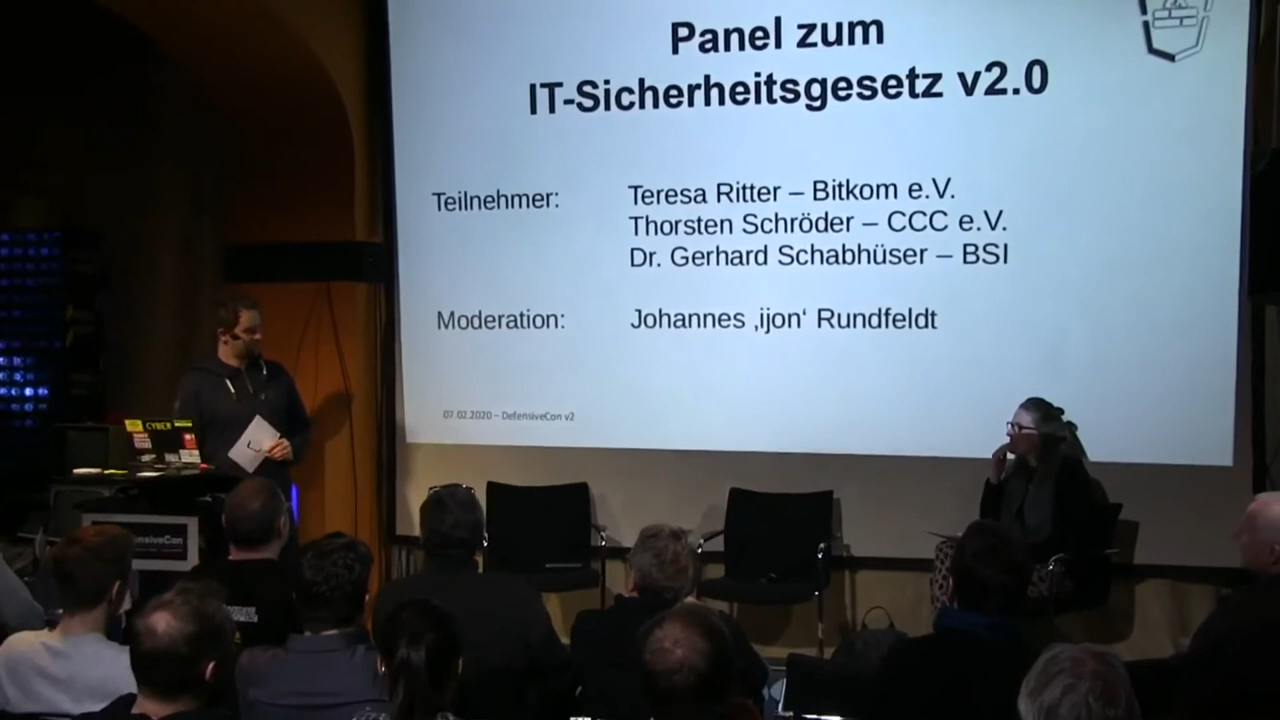 Panel zum
IT-Sicherheitsgesetz v2.0
Teilnehmer: Teresa Ritter – Bitkom e.V.
Thorsten Schröder – CCC e.V.
Dr. Gerhard Schabhüser – BSI
Moderation: Johannes ‚ijon‘ Rundfeldt
07.02.2020 – DefensiveCon v2
CYBER
ensiveCon